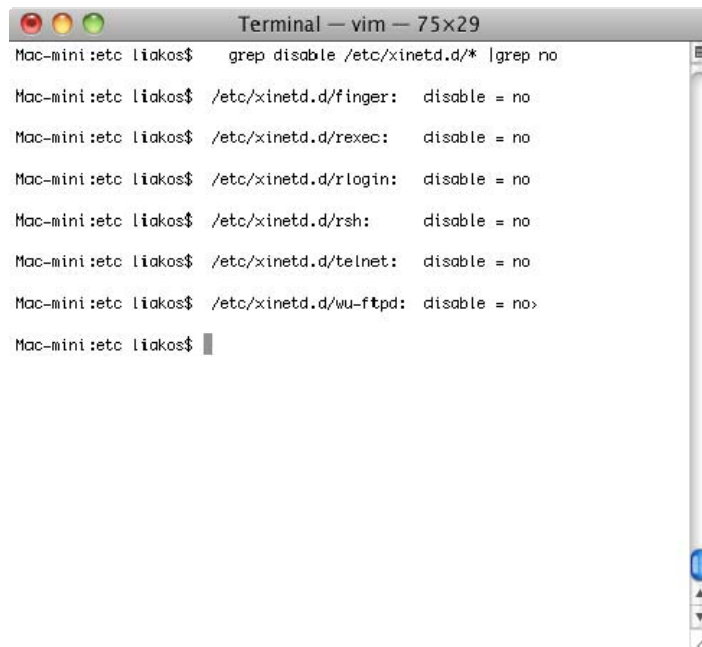 Terminal — vim — 75×29
Mac-mini:etc liakos$ grep disable /etc/xinetd.d/* |grep no
Mac-mini:etc liakos$ /etc/xinetd.d/finger: disable = no
Mac-mini:etc liakos$ /etc/xinetd.d/rexec: disable = no
Mac-mini:etc liakos$ /etc/xinetd.d/rlogin: disable = no
Mac-mini:etc liakos$ /etc/xinetd.d/rsh: disable = no
Mac-mini:etc liakos$ /etc/xinetd.d/telnet: disable = no
Mac-mini:etc liakos$ /etc/xinetd.d/wu-ftpd: disable = no>
Mac-mini:etc liakos$